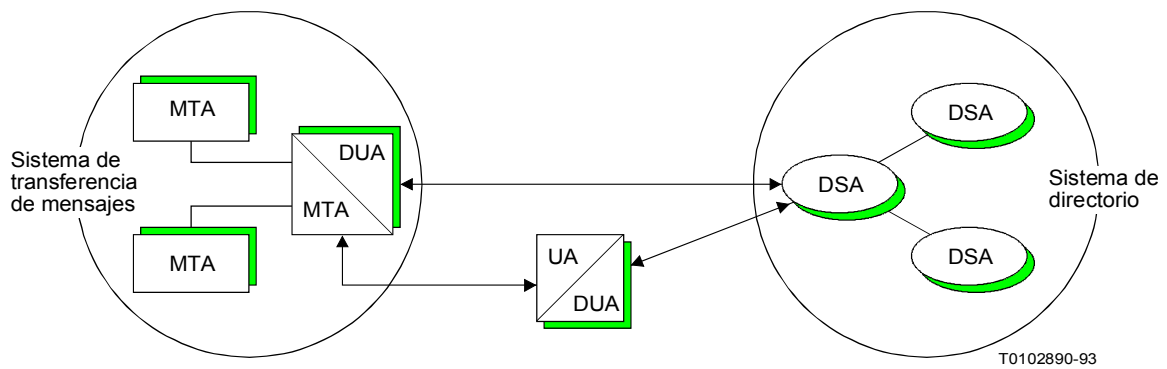 MTA
DUA
MTA
MTA
Sistema de
transferencia
de mensajes
UA
DUA
DSA
DSA
DSA
Sistema de
directorio
T0102890-93